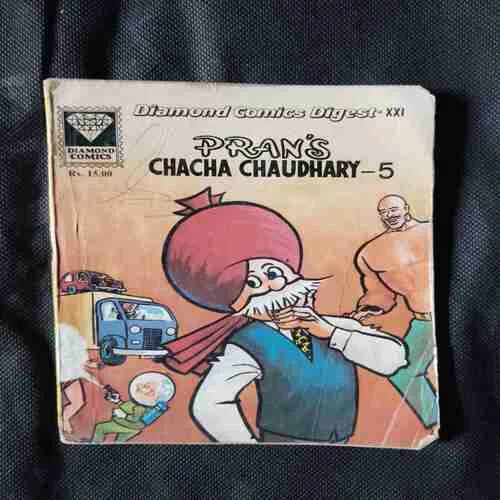 Diamond Comics Digest-XXI
DIAMOND
COMICS
Rs. 15.00
PRAN'S
CHACHA CHAUDHARY-5